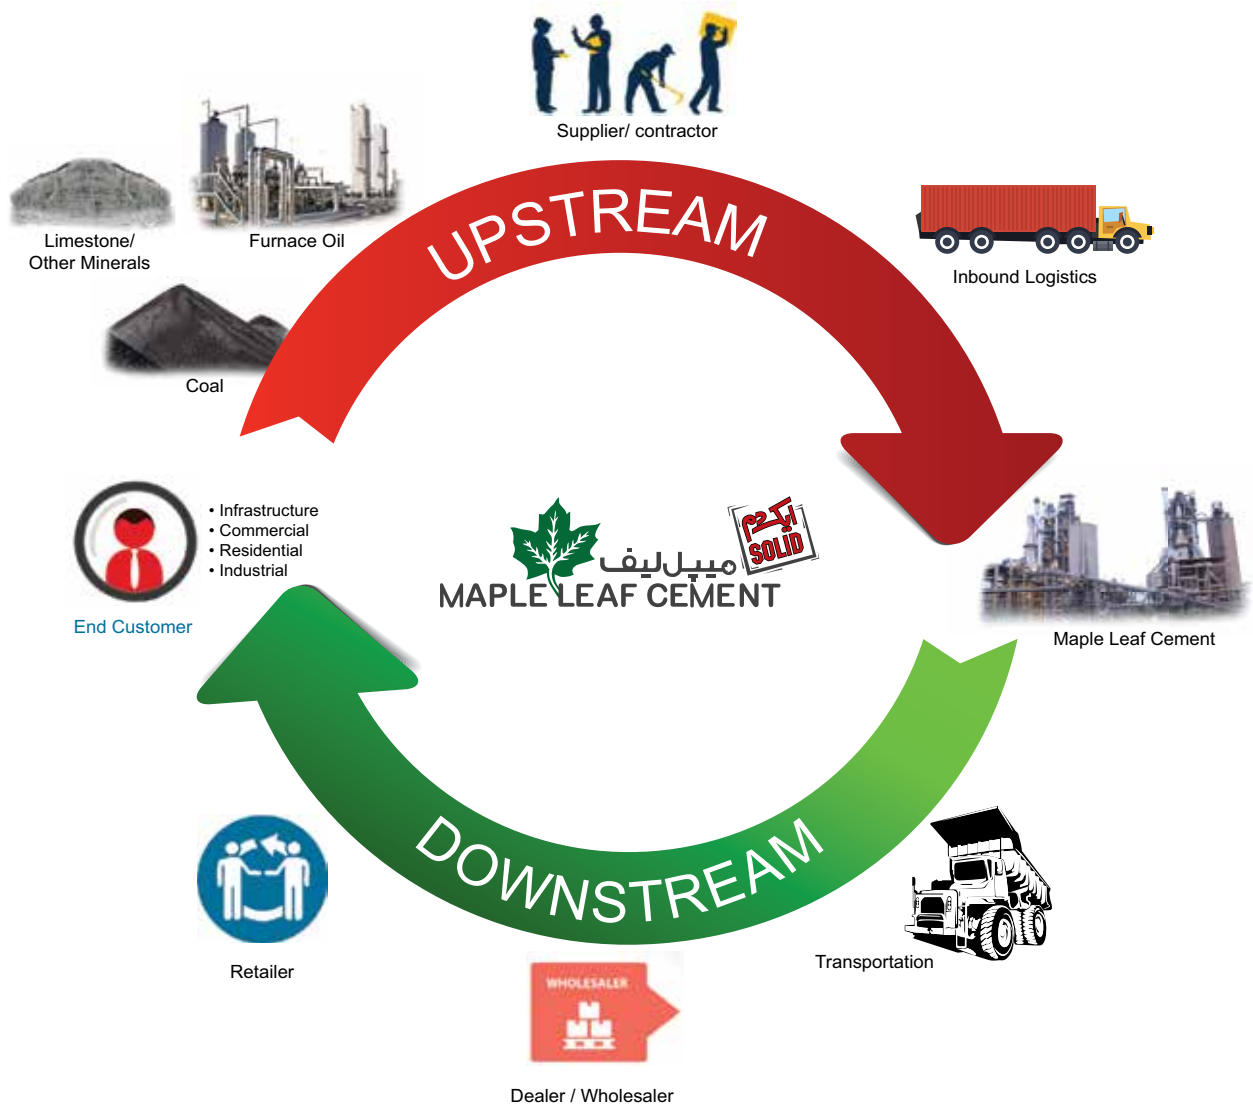 Supplier/ contractor
Limestone/
Other Minerals
Furnace Oil
UPSTREAM
Inbound Logistics
Coal
• Infrastructure
• Commercial
• Residential
• Industrial
End Customer
میپل لیف
MAPLE LEAF CEMENT
ایکدم
SOLID
Maple Leaf Cement
DOWNSTREAM
Transportation
Retailer
WHOLESALER
Dealer / Wholesaler